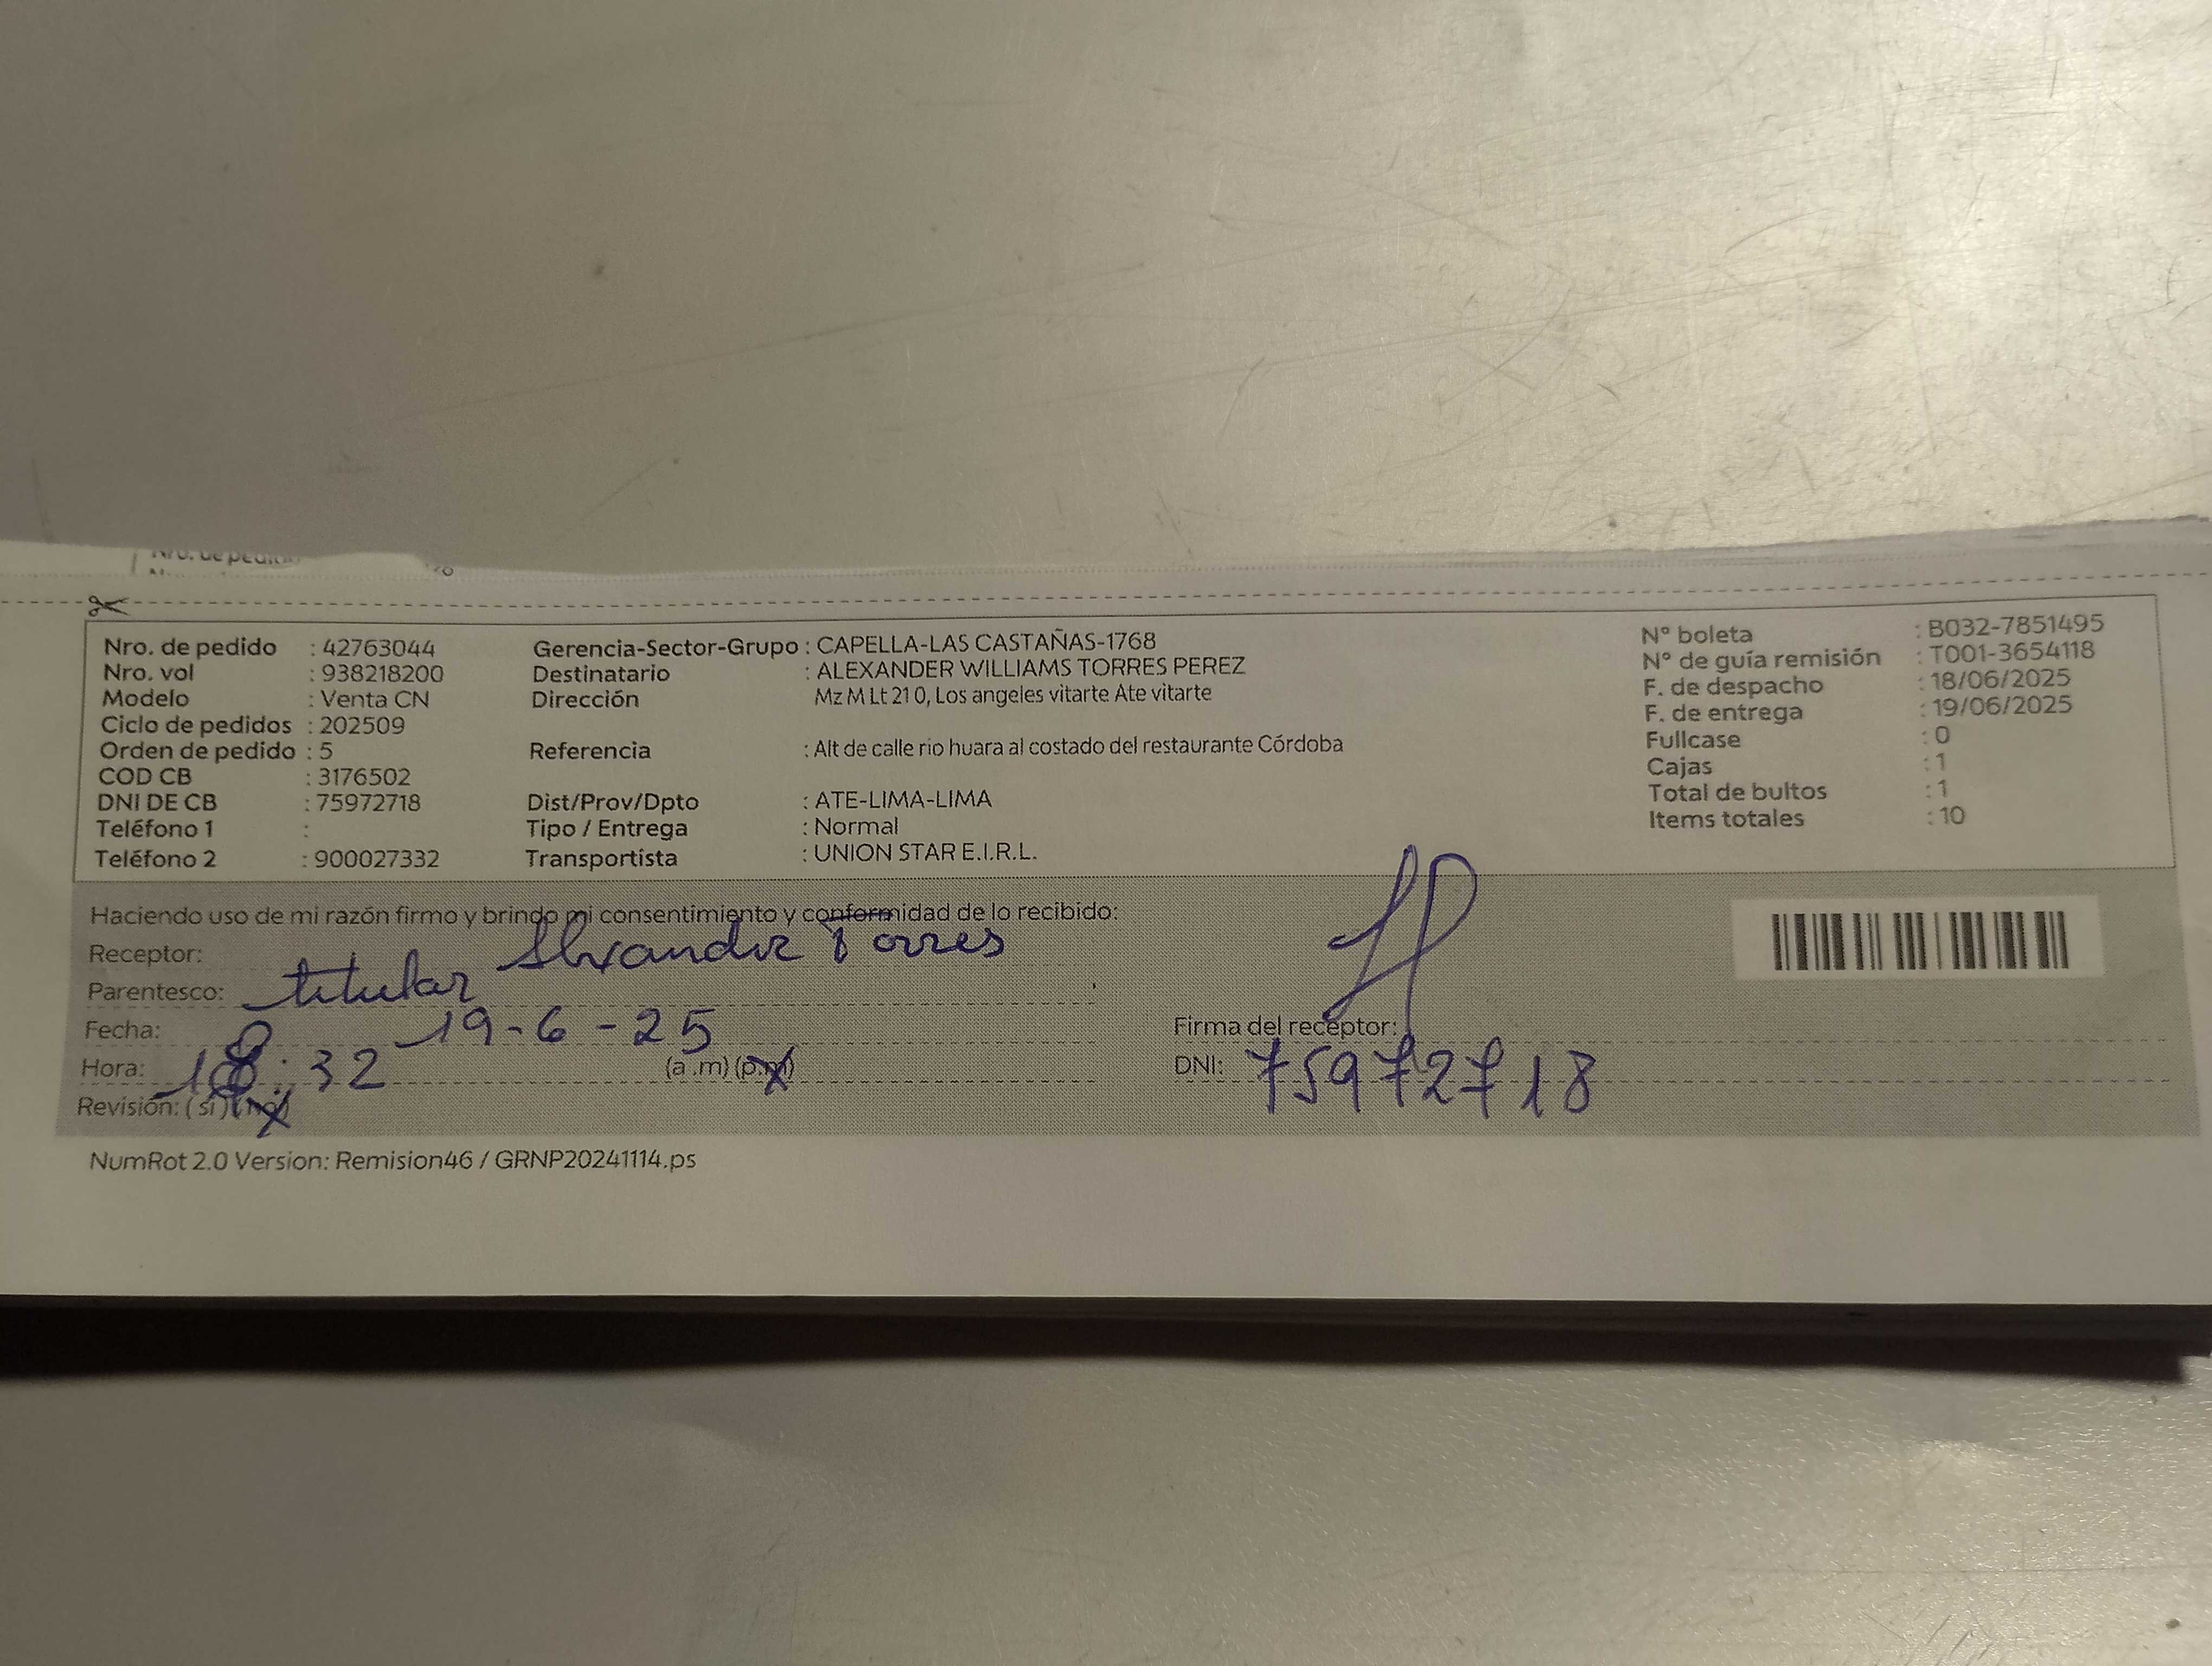 Nro. de pedido
Nro. de pedido : 42763044
Nro. vol : 938218200
Modelo : Venta CN
Ciclo de pedidos : 202509
Orden de pedido : 5
COD CB : 3176502
DNI DE CB : 75972718
Teléfono 1 :
Teléfono 2 : 900027332
Gerencia-Sector-Grupo : CAPELLA-LAS CASTAÑAS-1768
Destinatario : ALEXANDER WILLIAMS TORRES PEREZ
Dirección Mz M Lt 21 0, Los angeles vitarte Ate vitarte
Referencia : Alt de calle rio huara al costado del restaurante Córdoba
Dist/Prov/Dpto : ATE-LIMA-LIMA
Tipo / Entrega : Normal
Transportista : UNION STAR E.I.R.L.
N° boleta : B032-7851495
N° de guía remisión : T001-3654118
F. de despacho : 18/06/2025
F. de entrega : 19/06/2025
Fullcase : 0
Cajas : 1
Total de bultos : 1
Items totales : 10
Haciendo uso de mi razón firmo y brindo mi consentimiento y conformidad de lo recibido:
Receptor: Torres
Parentesco: titular
Fecha: 19-6-25
Hora: 18:32 (a.m) (p.m)
Revisión: (si) (no)
Firma del receptor:
DNI: 75972718
NumRot 2.0 Version: Remision46 / GRNP20241114.ps